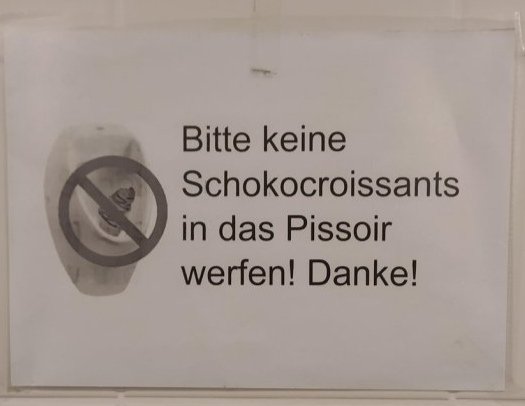 Bitte keine
Schokocroissants
in das Pissoir
werfen! Danke!